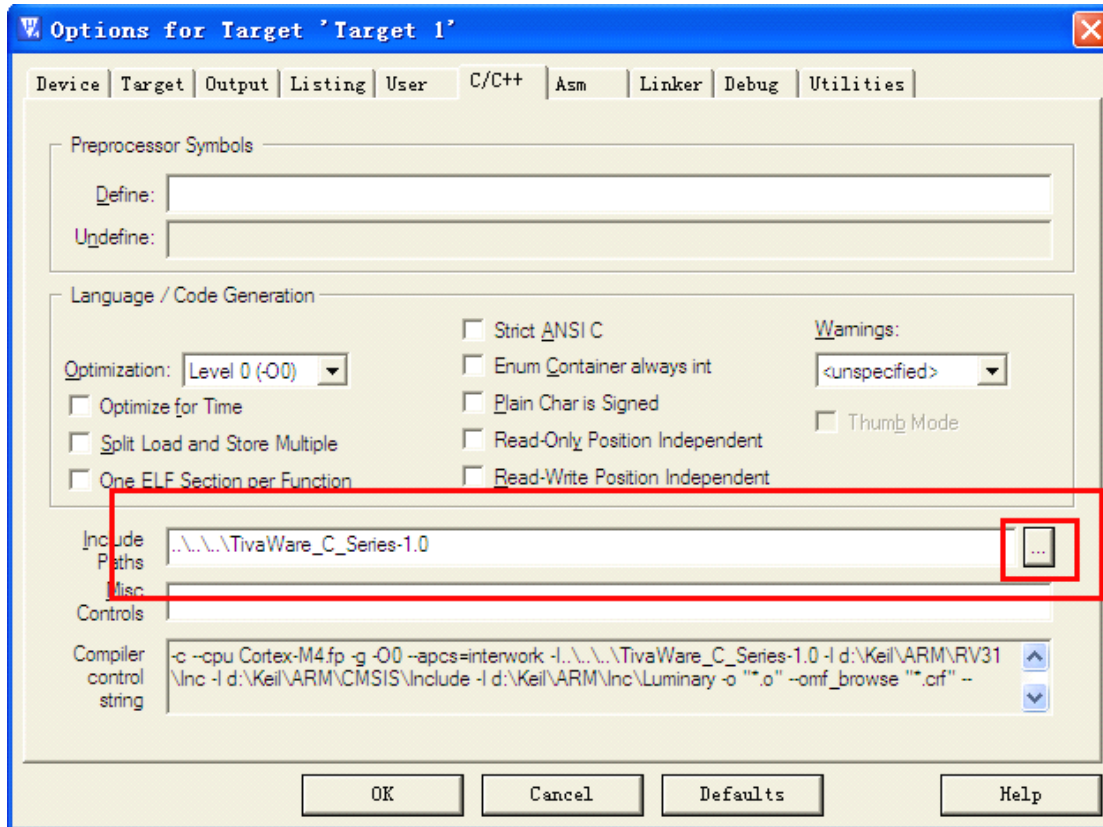 Options for Target 'Target 1'
Device Target Output Listing User C/C++ Asm Linker Debug Utilities
Preprocessor Symbols
Define:
Undefine:
Language / Code Generation
Optimization: Level 0 (-O0)
Optimize for Time
Split Load and Store Multiple
One ELF Section per Function
Strict ANSI C
Enum Container always int
Plain Char is Signed
Read-Only Position Independent
Read-Write Position Independent
Warnings:
<unspecified>
Thumb Mode
Include
Paths
..\..\..\TivaWare_C_Series-1.0
...
Misc
Controls
Compiler
control
string
-c --cpu Cortex-M4.fp -g -O0 --apcs=interwork -I..\..\..\TivaWare_C_Series-1.0 -I d:\Keil\ARM\RV31
\Inc -I d:\Keil\ARM\CMSIS\Include -I d:\Keil\ARM\Inc\Luminary -o "*.o" --omf_browse "*.crf" --
OK Cancel Defaults Help